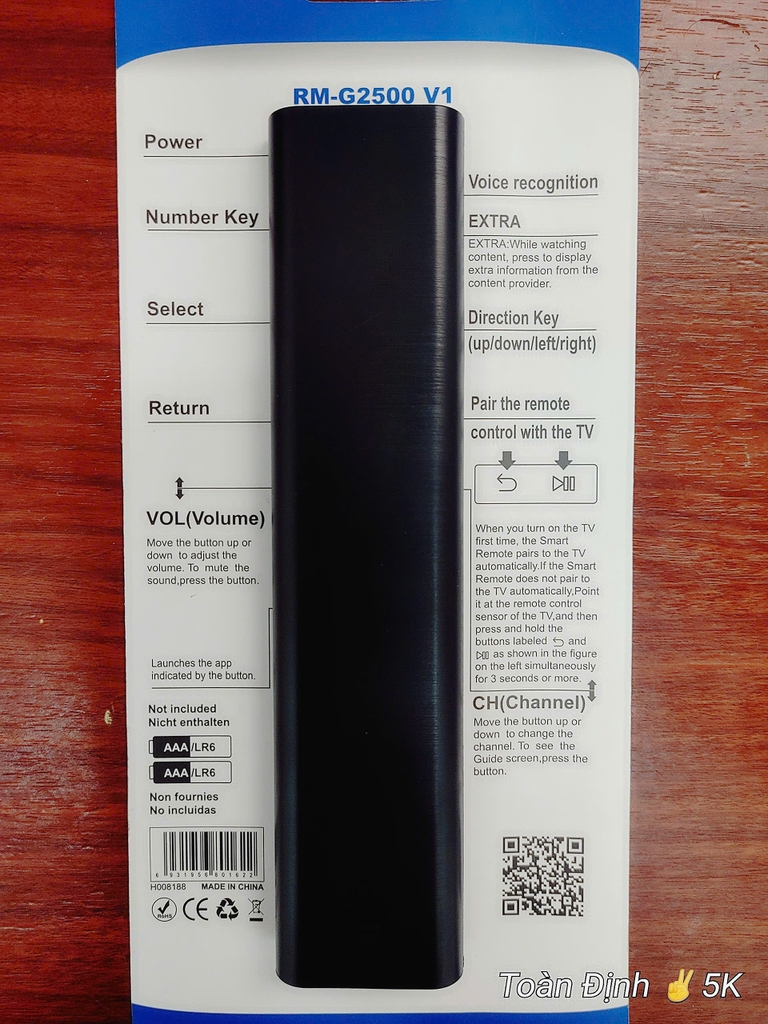 RM-G2500 V1
Power
Number Key
Select
Return
VOL(Volume)
Move the button up or
down to adjust the
volume. To mute the
sound,press the button.
Launches the app
indicated by the button.
Not included
Nicht enthalten
AAA/LR6
AAA/LR6
Non fournies
No incluidas
6 931956 801622
H008188 MADE IN CHINA
RoHS CE
Voice recognition
EXTRA
EXTRA:While watching
content, press to display
extra information from the
content provider.
Direction Key
(up/down/left/right)
Pair the remote
control with the TV
When you turn on the TV
first time, the Smart
Remote pairs to the TV
automatically.If the Smart
Remote does not pair to
the TV automatically,Point
it at the remote control
sensor of the TV,and then
press and hold the
buttons labeled and
as shown in the figure
on the left simultaneously
for 3 seconds or more.
CH(Channel)
Move the button up or
down to change the
channel. To see the
Guide screen,press the
button.
Toàn Định ✌ 5K